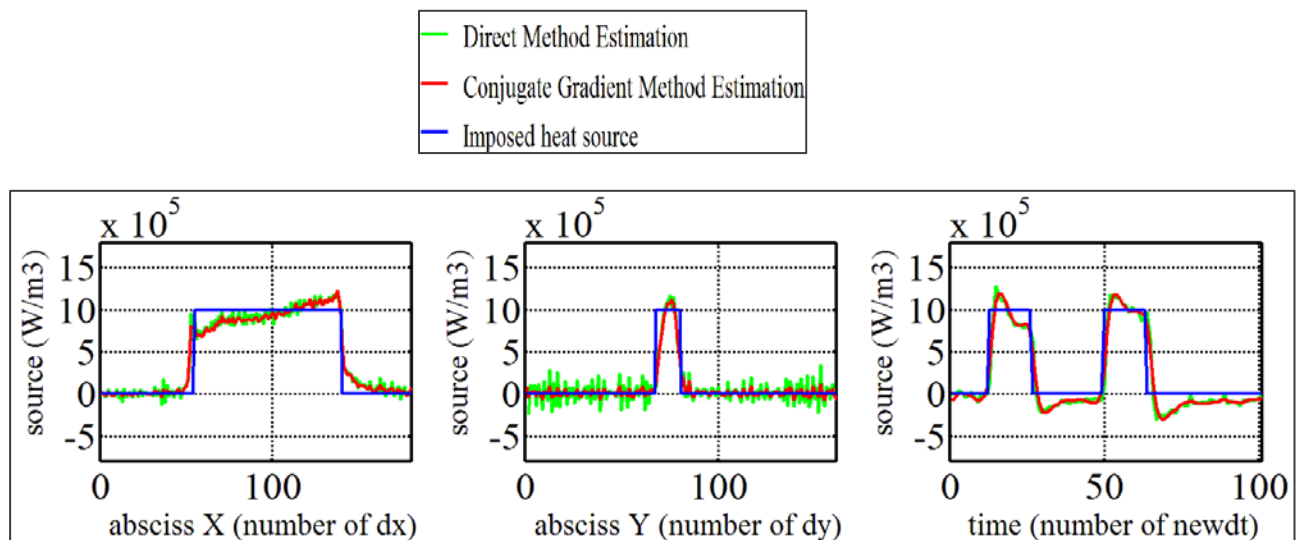 Direct Method Estimation
Conjugate Gradient Method Estimation
Imposed heat source
x 10^5
source (W/m3)
15
10
5
0
-5
0
100
absciss X (number of dx)
x 10^5
source (W/m3)
15
10
5
0
-5
0
100
absciss Y (number of dy)
x 10^5
source (W/m3)
15
10
5
0
-5
0
50
100
time (number of newdt)